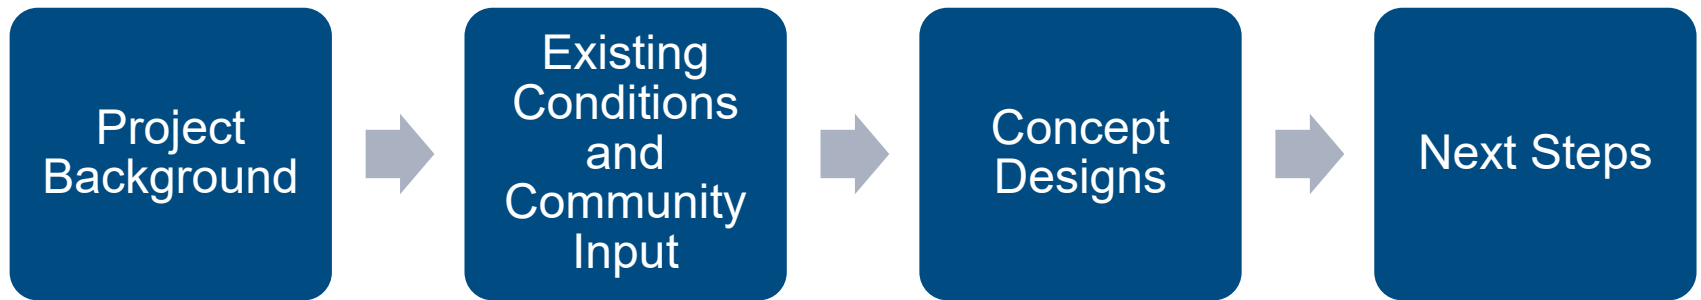 Project
Background
Existing
Conditions
and
Community
Input
Concept
Designs
Next Steps